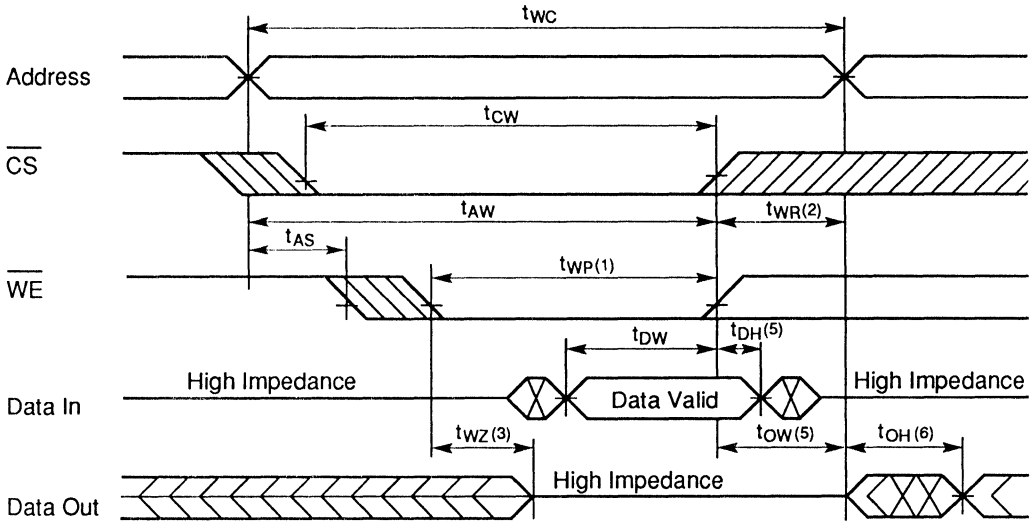 tWC
Address
tCW
CS
tAW
tWR(2)
tAS
WE
tWP(1)
tDW
tDH(5)
High Impedance
High Impedance
Data In
Data Valid
tWZ(3)
tOW(5)
tOH(6)
High Impedance
Data Out